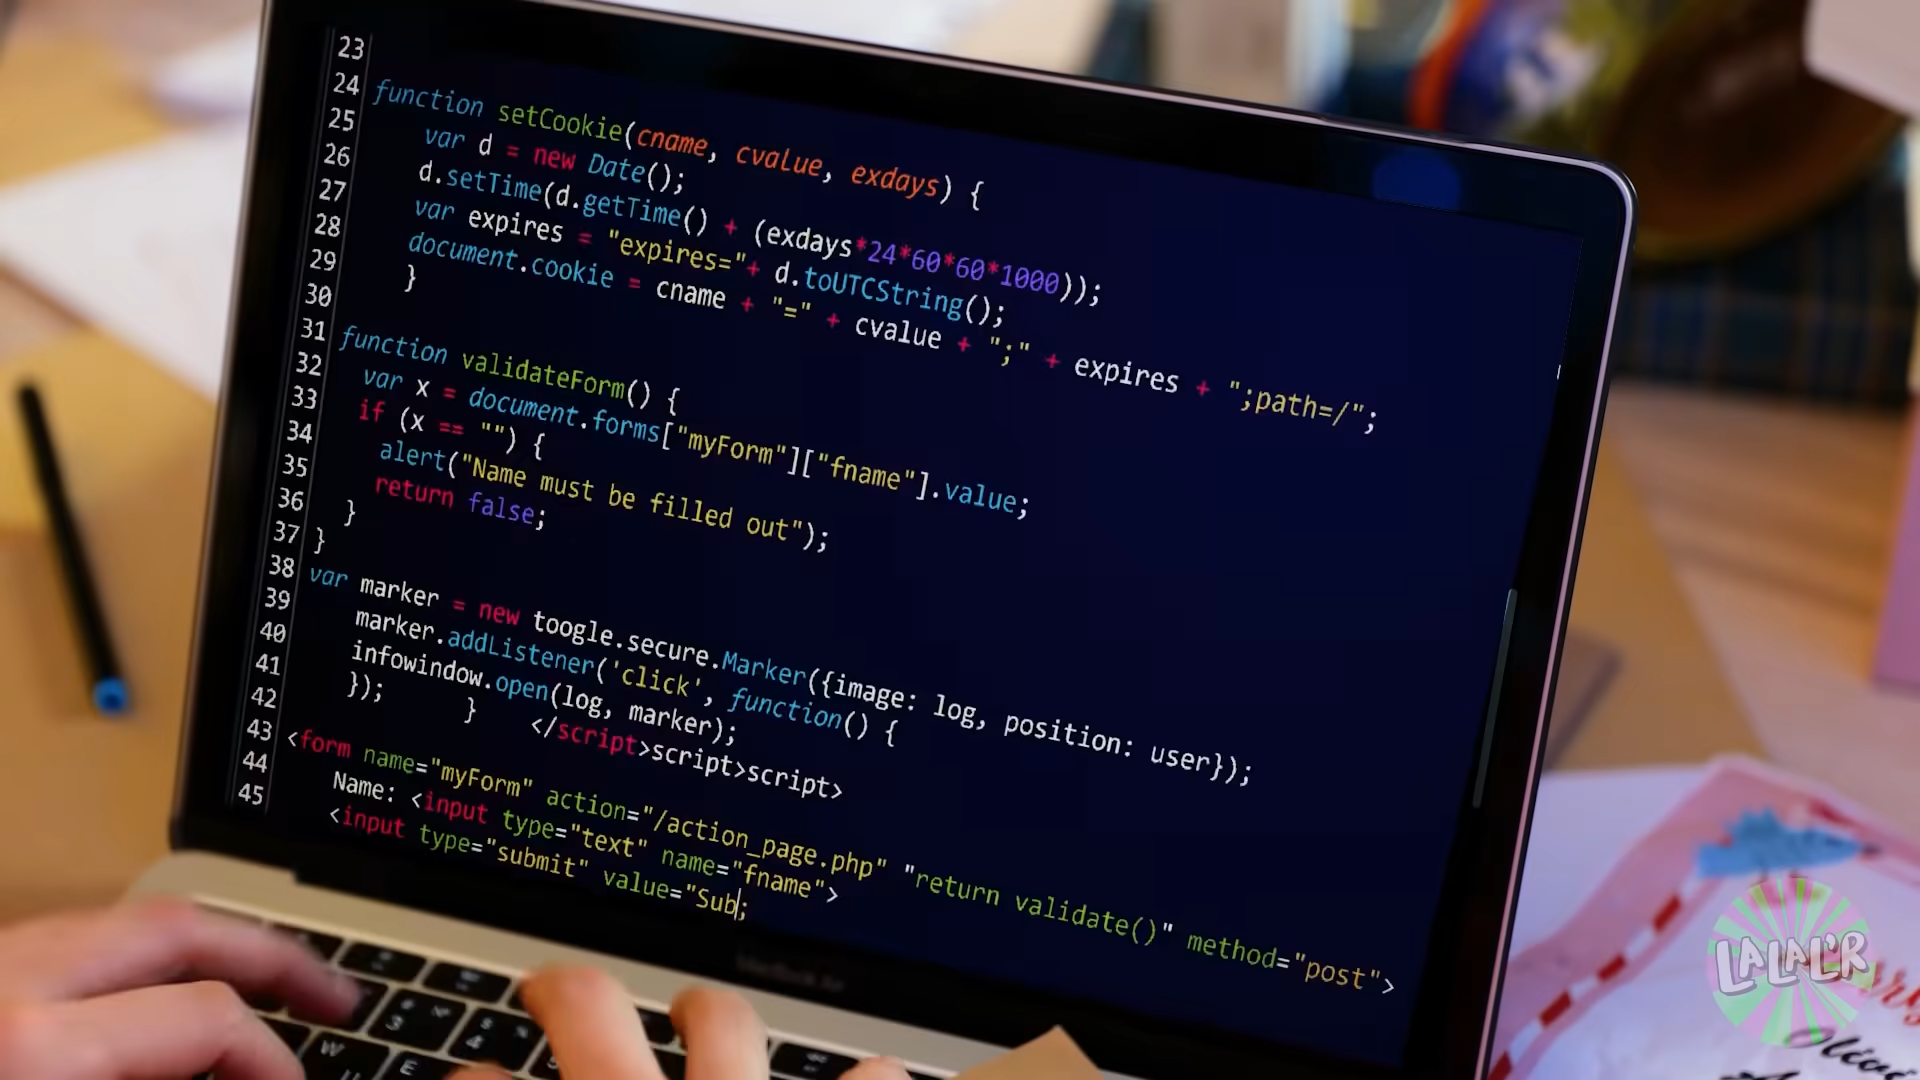 23
24 function setCookie(cname, cvalue, exdays) {
25 var d = new Date();
26 d.setTime(d.getTime() + (exdays*24*60*60*1000));
27 var expires = "expires="+ d.toUTCString();
28 document.cookie = cname + "=" + cvalue + ";" + expires + ";path=/";
29 }
30
31 function validateForm() {
32 var x = document.forms["myForm"]["fname"].value;
33 if (x == "") {
34 alert("Name must be filled out");
35 return false;
36 }
37 }
38 var marker = new toogle.secure.Marker({image: log, position: user});
39 marker.addListener('click', function() {
40 infowindow.open(log, marker);
41 }); } </script>script>script>
42
43 <form name="myForm" action="/action_page.php" "return validate()" method="post">
44 Name: <input type="text" name="fname">
45 <input type="submit" value="Sub;
3
4
W
E
LALAL'R